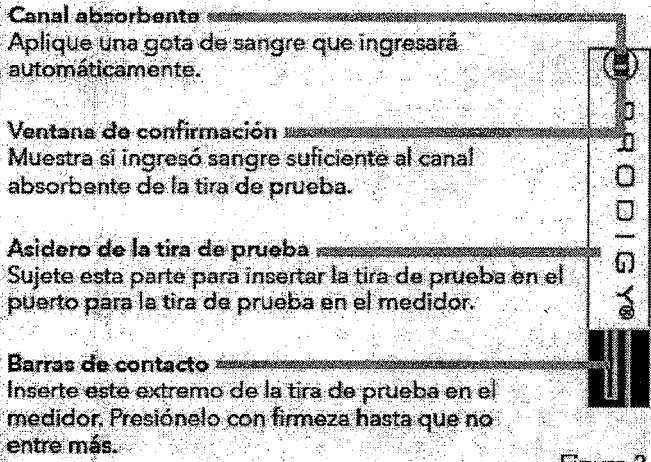 Canal absorbente
Aplique una gota de sangre que ingresará
automáticamente.
Ventana de confirmación
Muestra si ingresó sangre suficiente al canal
absorbente de la tira de prueba.
Asidero de la tira de prueba
Sujete esta parte para insertar la tira de prueba en el
puerto para la tira de prueba en el medidor.
Barras de contacto
Inserte este extremo de la tira de prueba en el
medidor. Presiónelo con firmeza hasta que no
entre más.
PRODIGY®